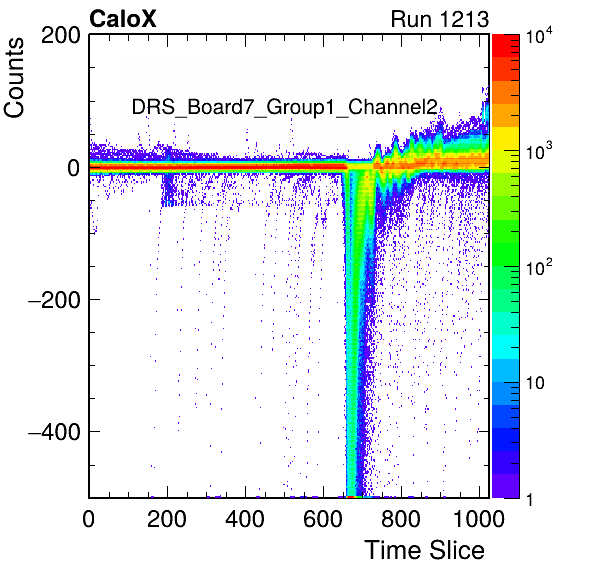 CaloX Run 1213
Counts
DRS_Board7_Group1_Channel2
200
0
−200
−400
0 200 400 600 800 1000
Time Slice
10^4
10^3
10^2
10
1